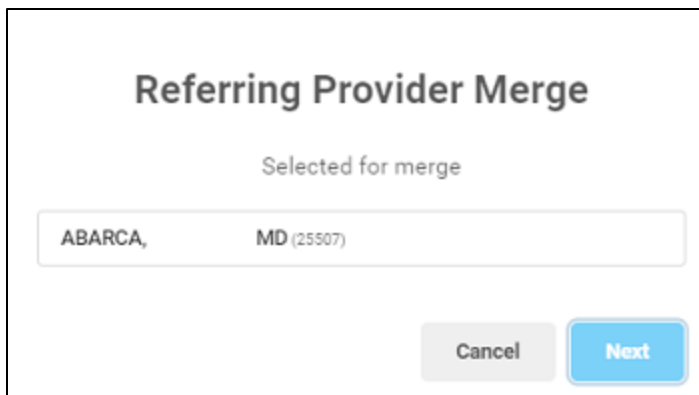 Referring Provider Merge
Selected for merge
ABARCA, MD (25507)
Cancel Next